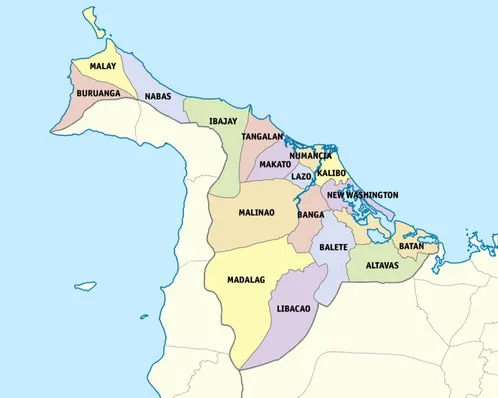 MALAY
BURUANGA
NABAS
IBAJAY
TANGALAN
NUMANCIA
MAKATO
KALIBO
LAZO
NEW WASHINGTON
MALINAO
BANGA
BALETE
BATAN
ALTAVAS
MADALAG
LIBACAO